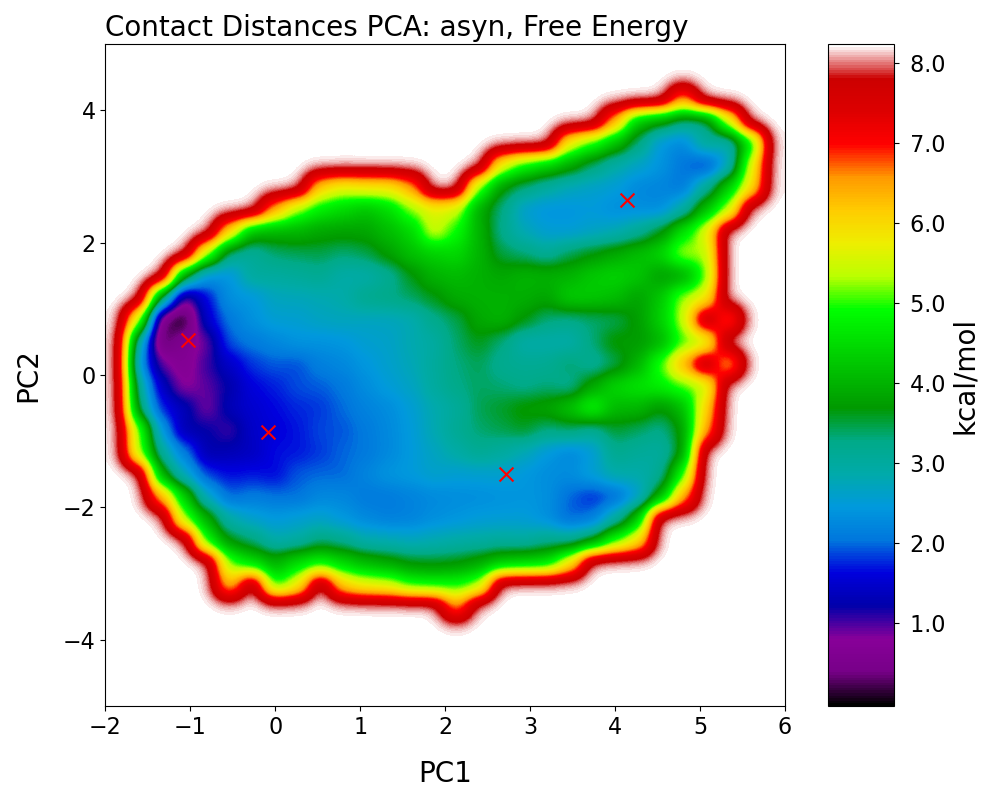 Contact Distances PCA: asyn, Free Energy
4
2
0
−2
−4
PC2
−2 −1 0 1 2 3 4 5 6
PC1
8.0
7.0
6.0
5.0
4.0
3.0
2.0
1.0
kcal/mol